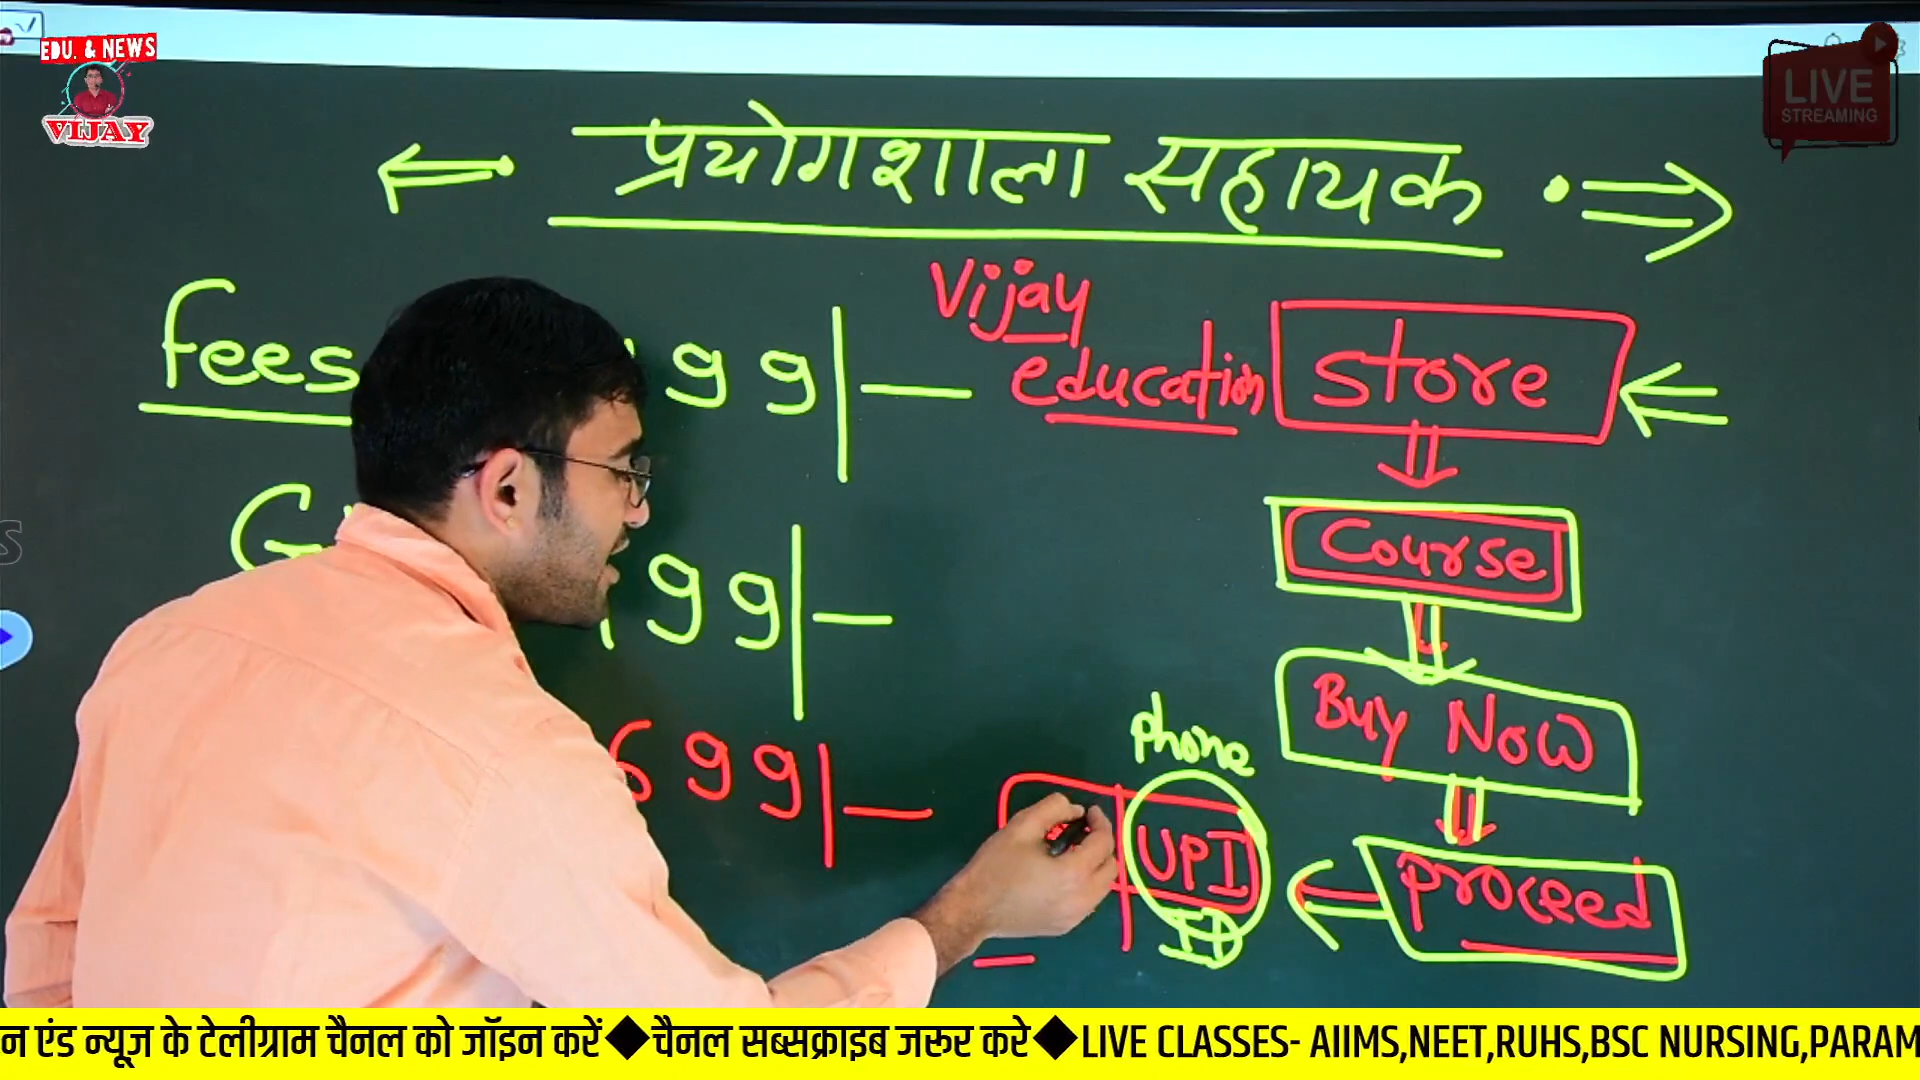 EDU. & NEWS
VIJAY
LIVE
STREAMING
प्रयोगशाला सहायक
fees
99/—
Vijay
education
store
Course
199/—
Buy Now
699/—
phone
UPI
ID
proceed
न एंड न्यूज़ के टेलीग्राम चैनल को जॉइन करें◆चैनल सब्सक्राइब जरूर करे◆LIVE CLASSES- AIIMS,NEET,RUHS,BSC NURSING,PARAM